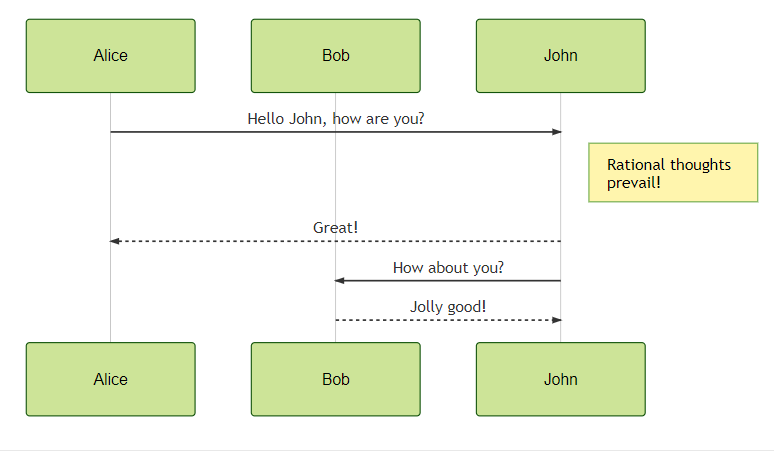 Alice
Bob
John
Hello John, how are you?
Rational thoughts
prevail!
Great!
How about you?
Jolly good!
Alice
Bob
John